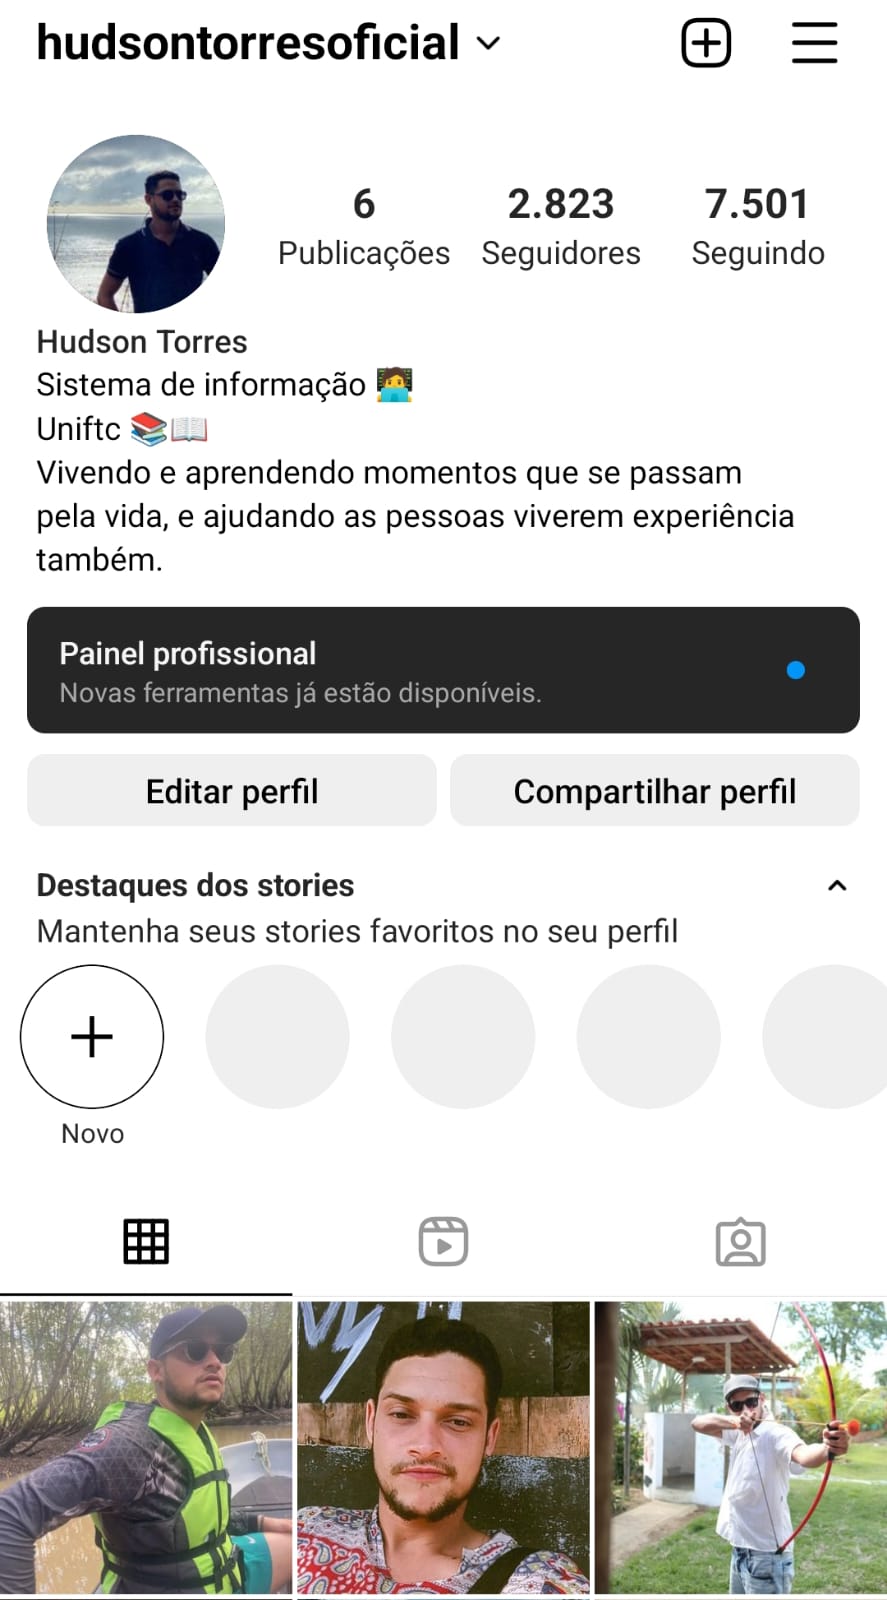 hudsontorresoficial
6 2.823 7.501
Publicações Seguidores Seguindo
Hudson Torres
Sistema de informação 🧑‍💻
Uniftc 📚📖
Vivendo e aprendendo momentos que se passam
pela vida, e ajudando as pessoas viverem experiência
também.
Painel profissional
Novas ferramentas já estão disponíveis.
Editar perfil Compartilhar perfil
Destaques dos stories
Mantenha seus stories favoritos no seu perfil
Novo